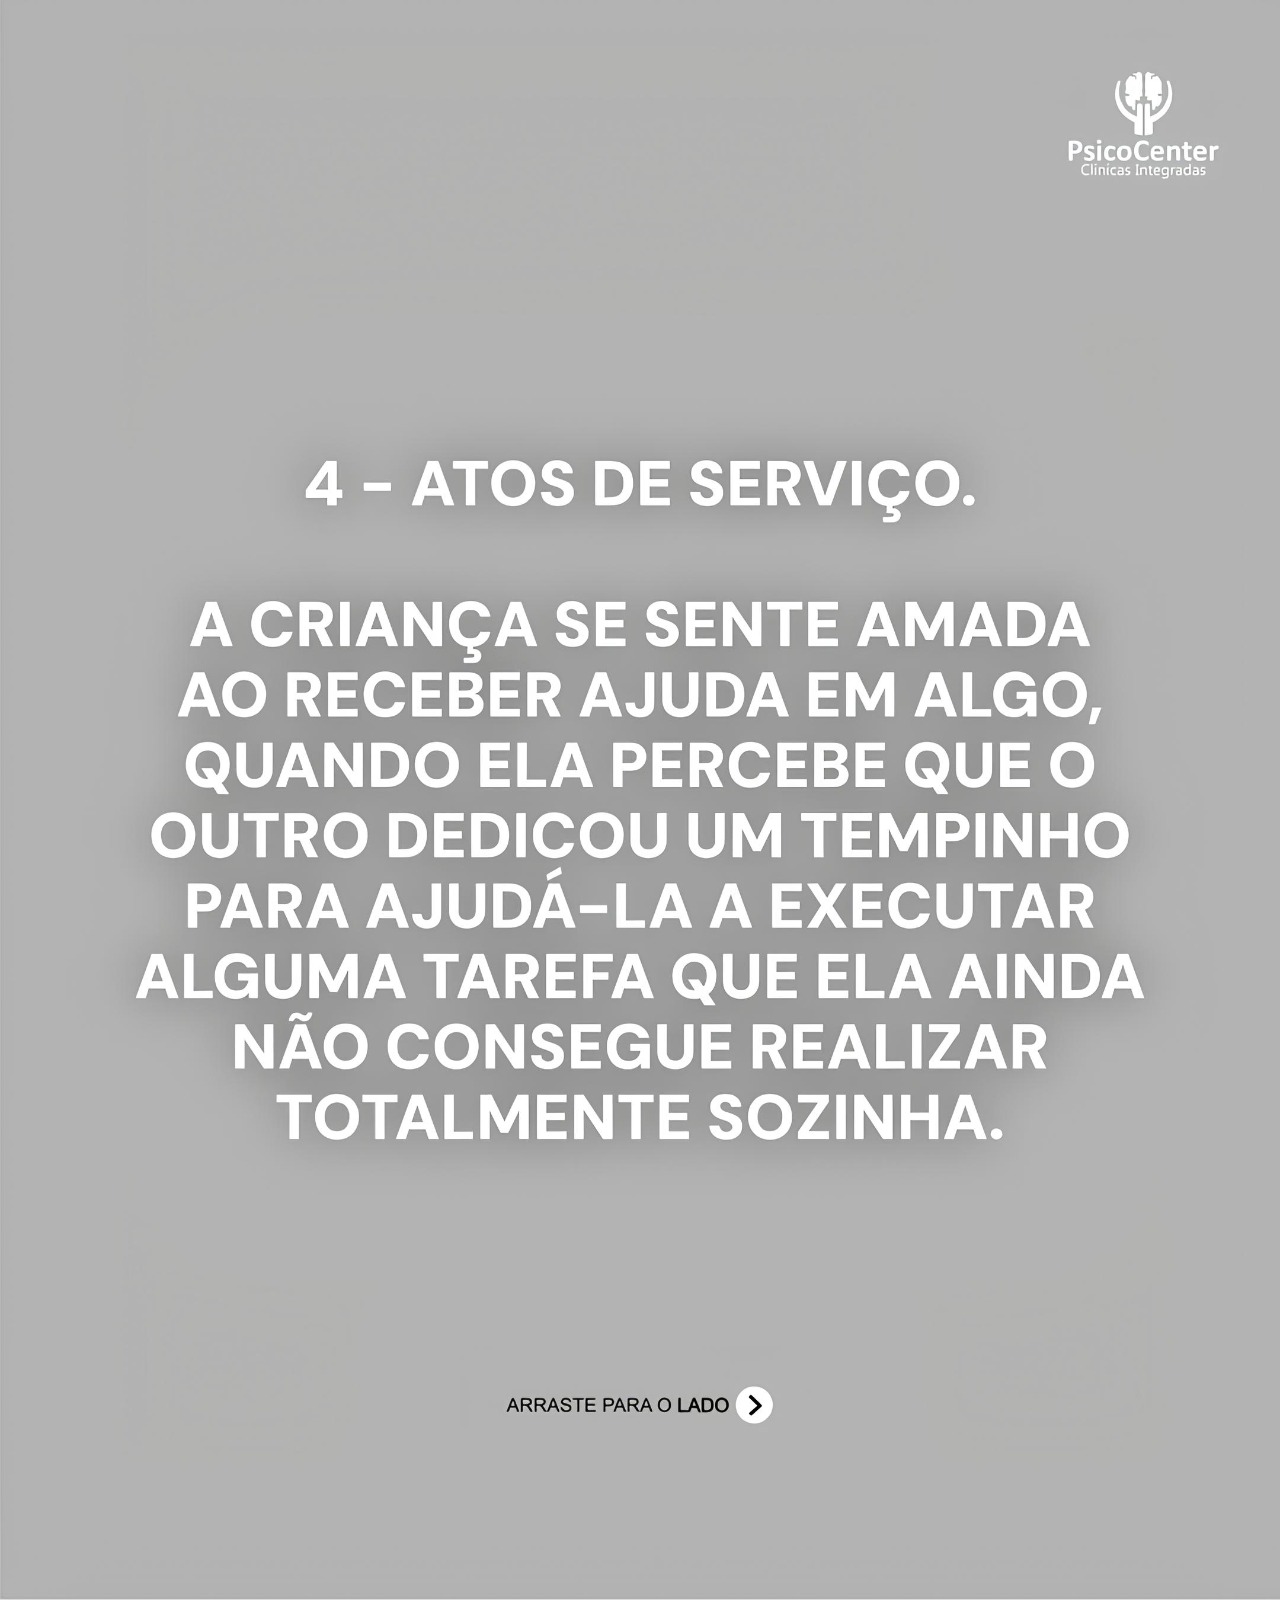 PsicoCenter
Clínicas Integradas
4 - ATOS DE SERVIÇO.
A CRIANÇA SE SENTE AMADA
AO RECEBER AJUDA EM ALGO,
QUANDO ELA PERCEBE QUE O
OUTRO DEDICOU UM TEMPINHO
PARA AJUDÁ-LA A EXECUTAR
ALGUMA TAREFA QUE ELA AINDA
NÃO CONSEGUE REALIZAR
TOTALMENTE SOZINHA.
ARRASTE PARA O LADO